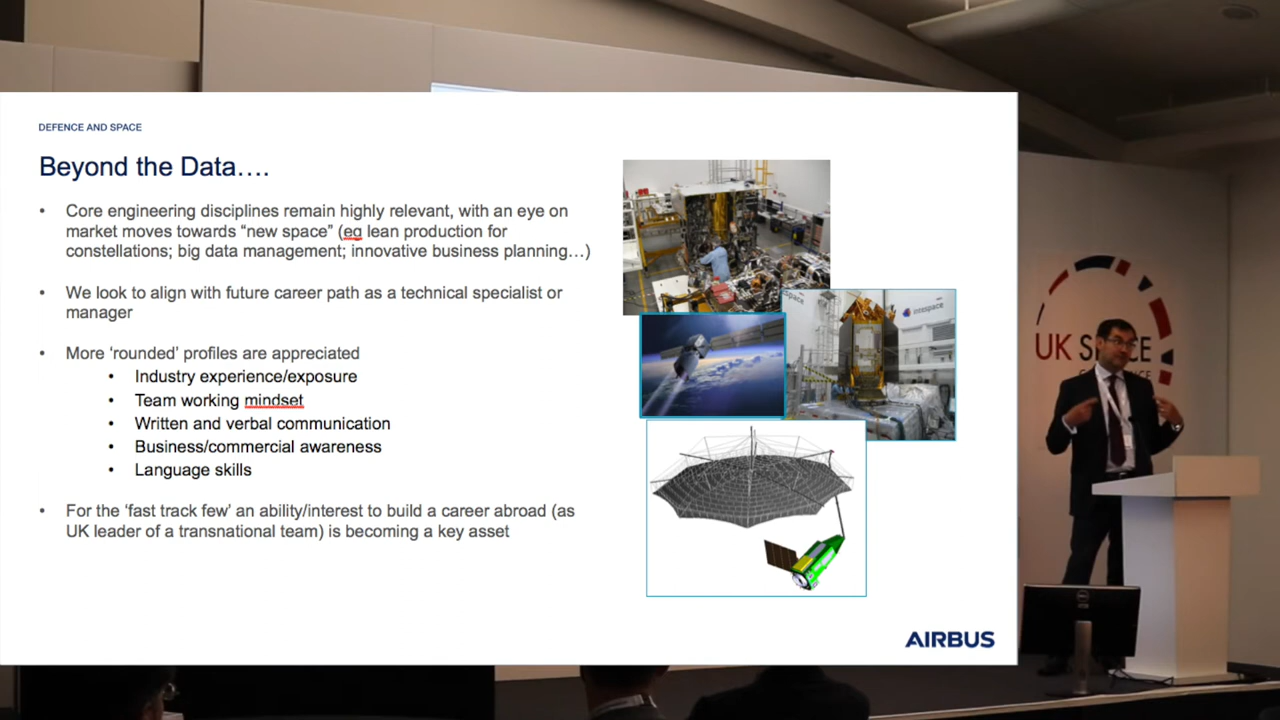 DEFENCE AND SPACE
Beyond the Data….
• Core engineering disciplines remain highly relevant, with an eye on
market moves towards “new space” (eg lean production for
constellations; big data management; innovative business planning…)
• We look to align with future career path as a technical specialist or
manager
• More ‘rounded’ profiles are appreciated
• Industry experience/exposure
• Team working mindset
• Written and verbal communication
• Business/commercial awareness
• Language skills
• For the ‘fast track few’ an ability/interest to build a career abroad (as
UK leader of a transnational team) is becoming a key asset
intespace
AIRBUS
UK